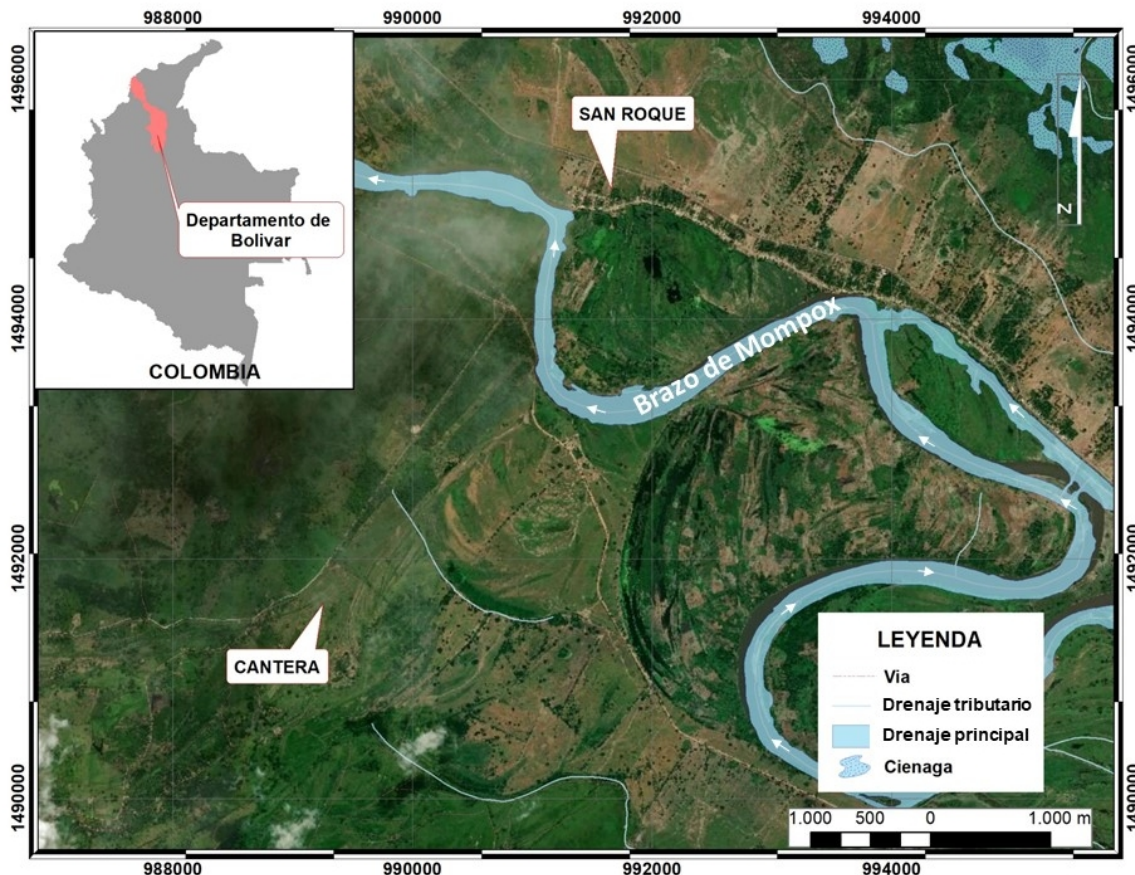 988000
990000
992000
994000
1496000
1496000
SAN ROQUE
Departamento de
Bolivar
COLOMBIA
N
1494000
1494000
Brazo de Mompox
1492000
1492000
CANTERA
LEYENDA
Via
Drenaje tributario
Drenaje principal
Cienaga
1490000
1490000
1.000
500
0
1.000 m
988000
990000
992000
994000